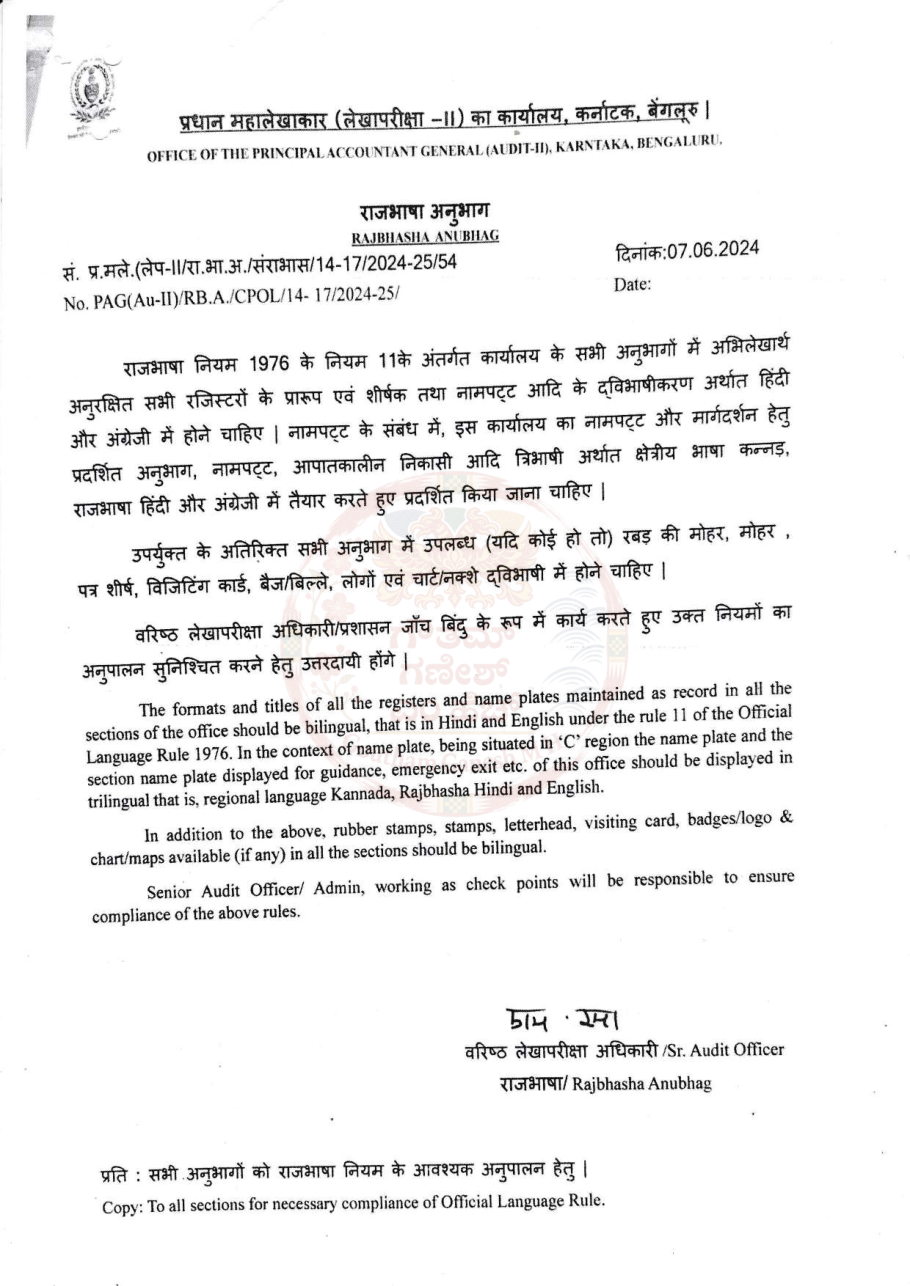 प्रधान महालेखाकार (लेखापरीक्षा –II) का कार्यालय, कर्नाटक, बेंगलूरु |
OFFICE OF THE PRINCIPAL ACCOUNTANT GENERAL (AUDIT-II), KARNTAKA, BENGALURU.
राजभाषा अनुभाग
RAJBHASHA ANUBHAG
सं. प्र.मले.(लेप-II/रा.भा.अ./संराभास/14-17/2024-25/54
दिनांक:07.06.2024
No. PAG(Au-II)/RB.A./CPOL/14- 17/2024-25/
Date:
राजभाषा नियम 1976 के नियम 11के अंतर्गत कार्यालय के सभी अनुभागों में अभिलेखार्थ
अनुरक्षित सभी रजिस्टरों के प्रारूप एवं शीर्षक तथा नामपट्ट आदि के द्विभाषीकरण अर्थात हिंदी
और अंग्रेजी में होने चाहिए | नामपट्ट के संबंध में, इस कार्यालय का नामपट्ट और मार्गदर्शन हेतु
प्रदर्शित अनुभाग, नामपट्ट, आपातकालीन निकासी आदि त्रिभाषी अर्थात क्षेत्रीय भाषा कन्नड़,
राजभाषा हिंदी और अंग्रेजी में तैयार करते हुए प्रदर्शित किया जाना चाहिए |
उपर्युक्त के अतिरिक्त सभी अनुभाग में उपलब्ध (यदि कोई हो तो) रबड़ की मोहर, मोहर ,
पत्र शीर्ष, विजिटिंग कार्ड, बैज/बिल्ले, लोगों एवं चार्ट/नक्शे द्विभाषी में होने चाहिए |
वरिष्ठ लेखापरीक्षा अधिकारी/प्रशासन जाँच बिंदु के रूप में कार्य करते हुए उक्त नियमों का
अनुपालन सुनिश्चित करने हेतु उत्तरदायी होंगे |
The formats and titles of all the registers and name plates maintained as record in all the
sections of the office should be bilingual, that is in Hindi and English under the rule 11 of the Official
Language Rule 1976. In the context of name plate, being situated in ‘C’ region the name plate and the
section name plate displayed for guidance, emergency exit etc. of this office should be displayed in
trilingual that is, regional language Kannada, Rajbhasha Hindi and English.
In addition to the above, rubber stamps, stamps, letterhead, visiting card, badges/logo &
chart/maps available (if any) in all the sections should be bilingual.
Senior Audit Officer/ Admin, working as check points will be responsible to ensure
compliance of the above rules.
वरिष्ठ लेखापरीक्षा अधिकारी /Sr. Audit Officer
राजभाषा/ Rajbhasha Anubhag
प्रति : सभी अनुभागों को राजभाषा नियम के आवश्यक अनुपालन हेतु |
Copy: To all sections for necessary compliance of Official Language Rule.